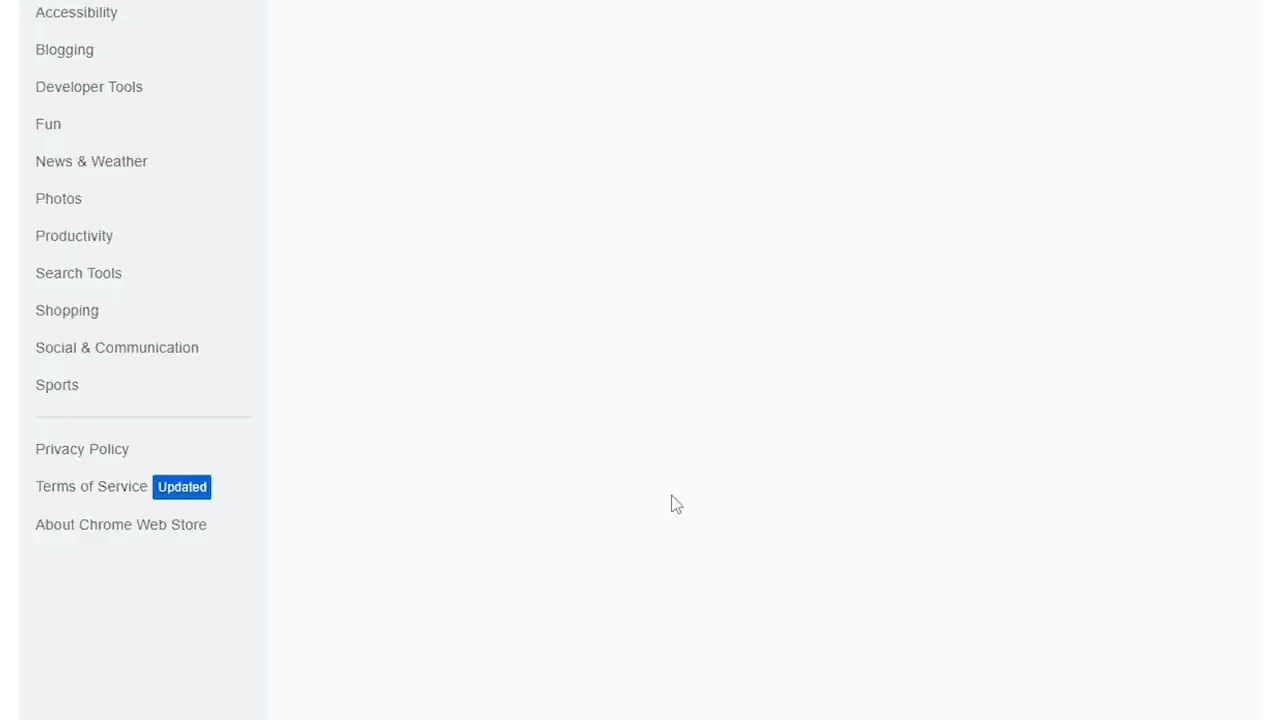 Accessibility
Blogging
Developer Tools
Fun
News & Weather
Photos
Productivity
Search Tools
Shopping
Social & Communication
Sports
Privacy Policy
Terms of Service Updated
About Chrome Web Store